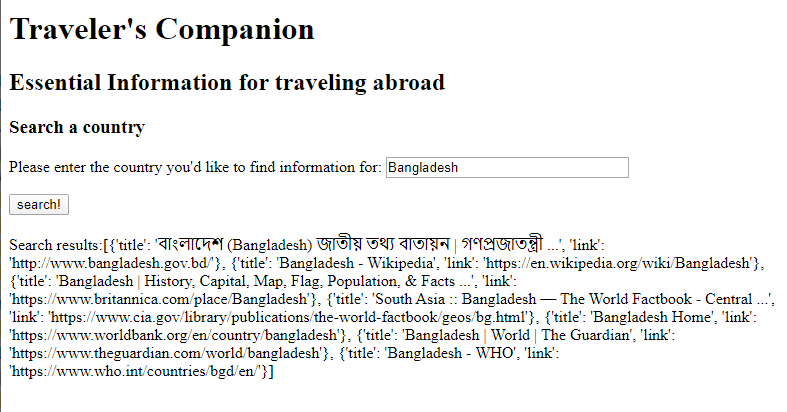 Traveler's Companion
Essential Information for traveling abroad
Search a country
Please enter the country you'd like to find information for: Bangladesh
search!
Search results:[{'title': 'বাংলাদেশ (Bangladesh) জাতীয় তথ্য বাতায়ন | গণপ্রজাতন্ত্রী ...', 'link':
'http://www.bangladesh.gov.bd/'}, {'title': 'Bangladesh - Wikipedia', 'link': 'https://en.wikipedia.org/wiki/Bangladesh'},
{'title': 'Bangladesh | History, Capital, Map, Flag, Population, & Facts ...', 'link':
'https://www.britannica.com/place/Bangladesh'}, {'title': 'South Asia :: Bangladesh — The World Factbook - Central ...',
'link': 'https://www.cia.gov/library/publications/the-world-factbook/geos/bg.html'}, {'title': 'Bangladesh Home', 'link':
'https://www.worldbank.org/en/country/bangladesh'}, {'title': 'Bangladesh | World | The Guardian', 'link':
'https://www.theguardian.com/world/bangladesh'}, {'title': 'Bangladesh - WHO', 'link':
'https://www.who.int/countries/bgd/en/'}]